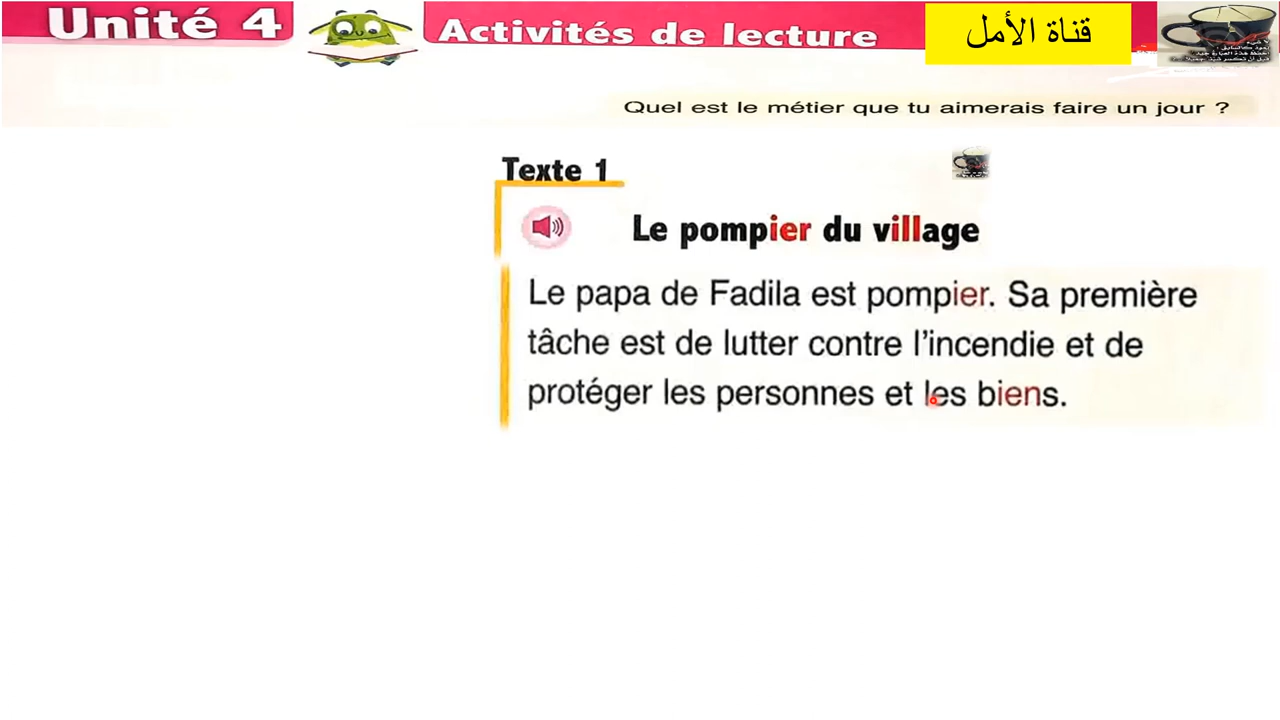 Unité 4
Activités de lecture
قناة الأمل
Quel est le métier que tu aimerais faire un jour ?
Texte 1
Le pompier du village
Le papa de Fadila est pompier. Sa première
tâche est de lutter contre l'incendie et de
protéger les personnes et les biens.